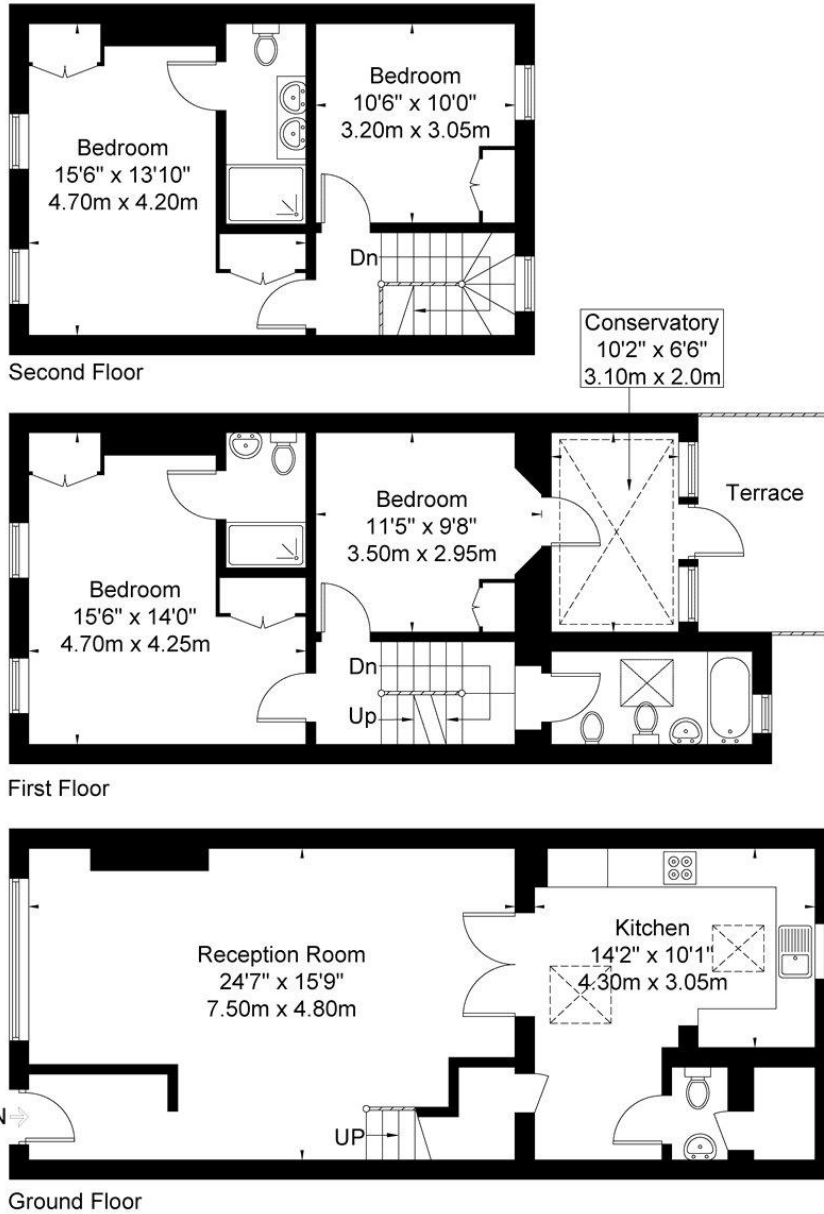 Bedroom
15'6" x 13'10"
4.70m x 4.20m
Bedroom
10'6" x 10'0"
3.20m x 3.05m
Dn
Second Floor
Conservatory
10'2" x 6'6"
3.10m x 2.0m
Bedroom
15'6" x 14'0"
4.70m x 4.25m
Bedroom
11'5" x 9'8"
3.50m x 2.95m
Terrace
Dn
Up
First Floor
Reception Room
24'7" x 15'9"
7.50m x 4.80m
Kitchen
14'2" x 10'1"
4.30m x 3.05m
N
UP
Ground Floor